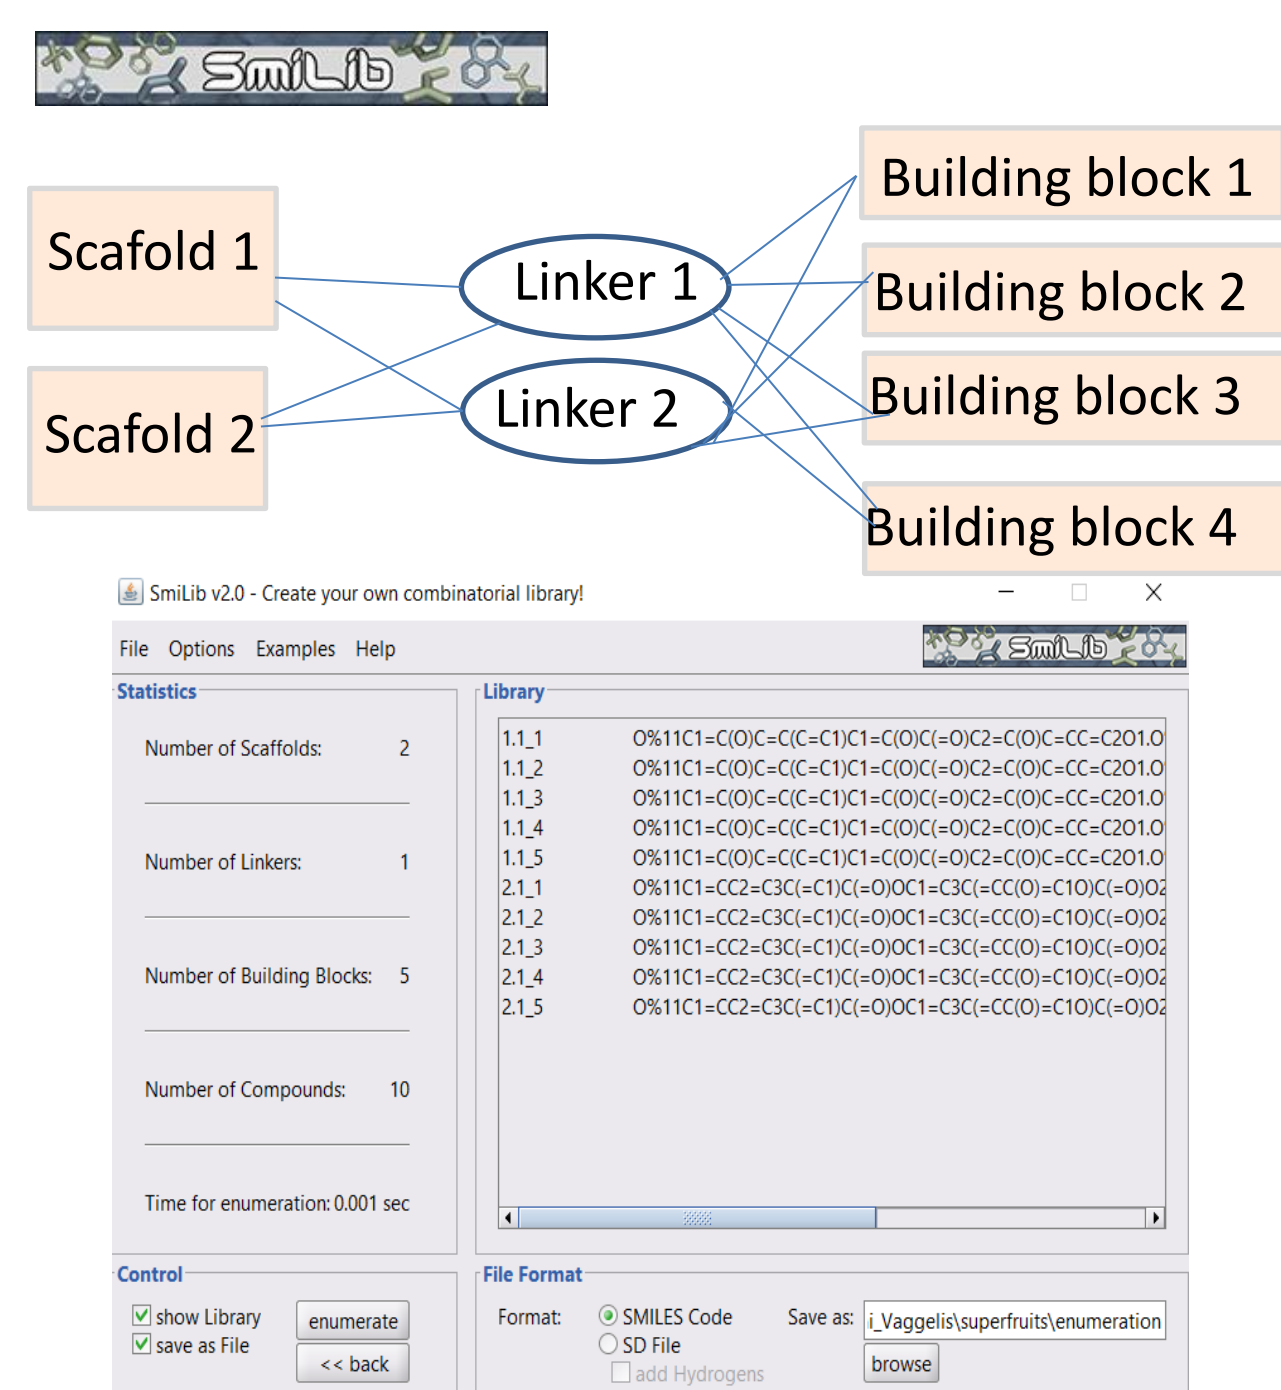 SmiLib
Building block 1
Scafold 1
Linker 1
Building block 2
Building block 3
Linker 2
Scafold 2
Building block 4
SmiLib v2.0 - Create your own combinatorial library!
File Options Examples Help
SmiLib
Statistics
Number of Scaffolds: 2
Number of Linkers: 1
Number of Building Blocks: 5
Number of Compounds: 10
Time for enumeration: 0.001 sec
Library
1.1_1 O%11C1=C(O)C=C(C=C1)C1=C(O)C(=O)C2=C(O)C=CC=C2O1.O
1.1_2 O%11C1=C(O)C=C(C=C1)C1=C(O)C(=O)C2=C(O)C=CC=C2O1.O
1.1_3 O%11C1=C(O)C=C(C=C1)C1=C(O)C(=O)C2=C(O)C=CC=C2O1.O
1.1_4 O%11C1=C(O)C=C(C=C1)C1=C(O)C(=O)C2=C(O)C=CC=C2O1.O
1.1_5 O%11C1=C(O)C=C(C=C1)C1=C(O)C(=O)C2=C(O)C=CC=C2O1.O
2.1_1 O%11C1=CC2=C3C(=C1)C(=O)OC1=C3C(=CC(O)=C1O)C(=O)O2
2.1_2 O%11C1=CC2=C3C(=C1)C(=O)OC1=C3C(=CC(O)=C1O)C(=O)O2
2.1_3 O%11C1=CC2=C3C(=C1)C(=O)OC1=C3C(=CC(O)=C1O)C(=O)O2
2.1_4 O%11C1=CC2=C3C(=C1)C(=O)OC1=C3C(=CC(O)=C1O)C(=O)O2
2.1_5 O%11C1=CC2=C3C(=C1)C(=O)OC1=C3C(=CC(O)=C1O)C(=O)O2
Control
show Library
save as File
enumerate
<< back
File Format
Format: SMILES Code
SD File
add Hydrogens
Save as: i_Vaggelis\superfruits\enumeration
browse